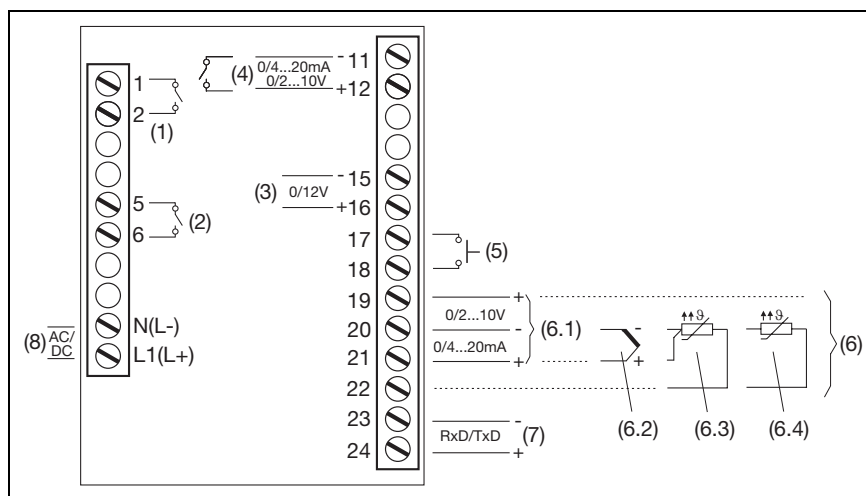 1
2
(1)
5
6
(2)
N(L-)
L1(L+)
(8) AC/
DC
(4) 0/4...20mA
0/2...10V
- 11
+ 12
(3) 0/12V
- 15
+ 16
17
18
(5)
19
20
21
22
23
24
+
0/2...10V
-
0/4...20mA
+
(6.1)
-
+
ϑ
ϑ
(6)
(6.2)
(6.3)
(6.4)
-
RxD/TxD
+
(7)